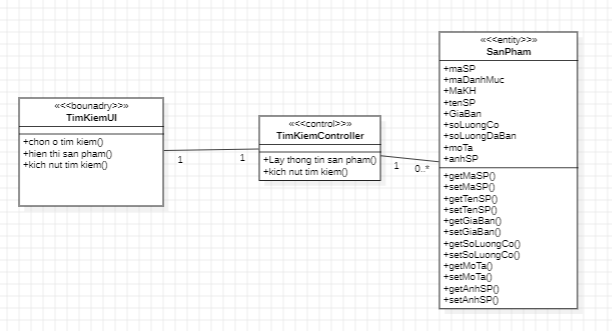 «<<bounadry>>»
TimKiemUI
+chon o tim kiem()
+hien thi san pham()
+kich nut tim kiem()
1
1
«<<control>>»
TimKiemController
+Lay thong tin san pham()
+kich nut tim kiem()
1
0..*
«<<entity>>»
SanPham
+maSP
+maDanhMuc
+MaKH
+tenSP
+GiaBan
+soLuongCo
+soLuongDaBan
+moTa
+anhSP
+getMaSP()
+setMaSP()
+getTenSP()
+setTenSP()
+getGiaBan()
+setGiaBan()
+getSoLuongCo()
+setSoLuongCo()
+getMoTa()
+setMoTa()
+getAnhSP()
+setAnhSP()